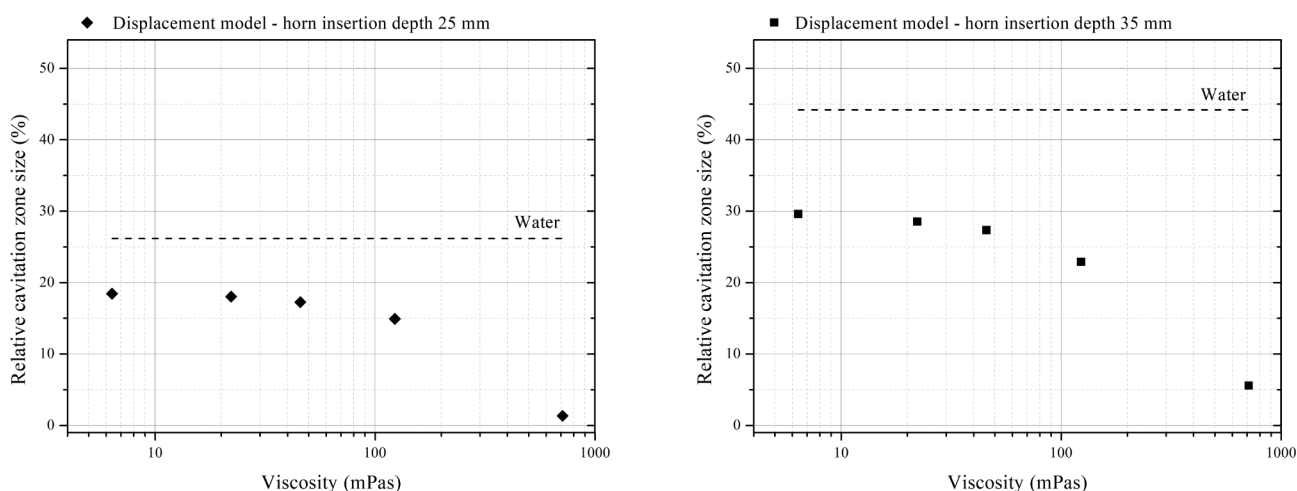 Displacement model - horn insertion depth 25 mm
50
40
30
20
10
0
Relative cavitation zone size (%)
Water
10
100
1000
Viscosity (mPas)
Displacement model - horn insertion depth 35 mm
50
40
30
20
10
0
Relative cavitation zone size (%)
Water
10
100
1000
Viscosity (mPas)